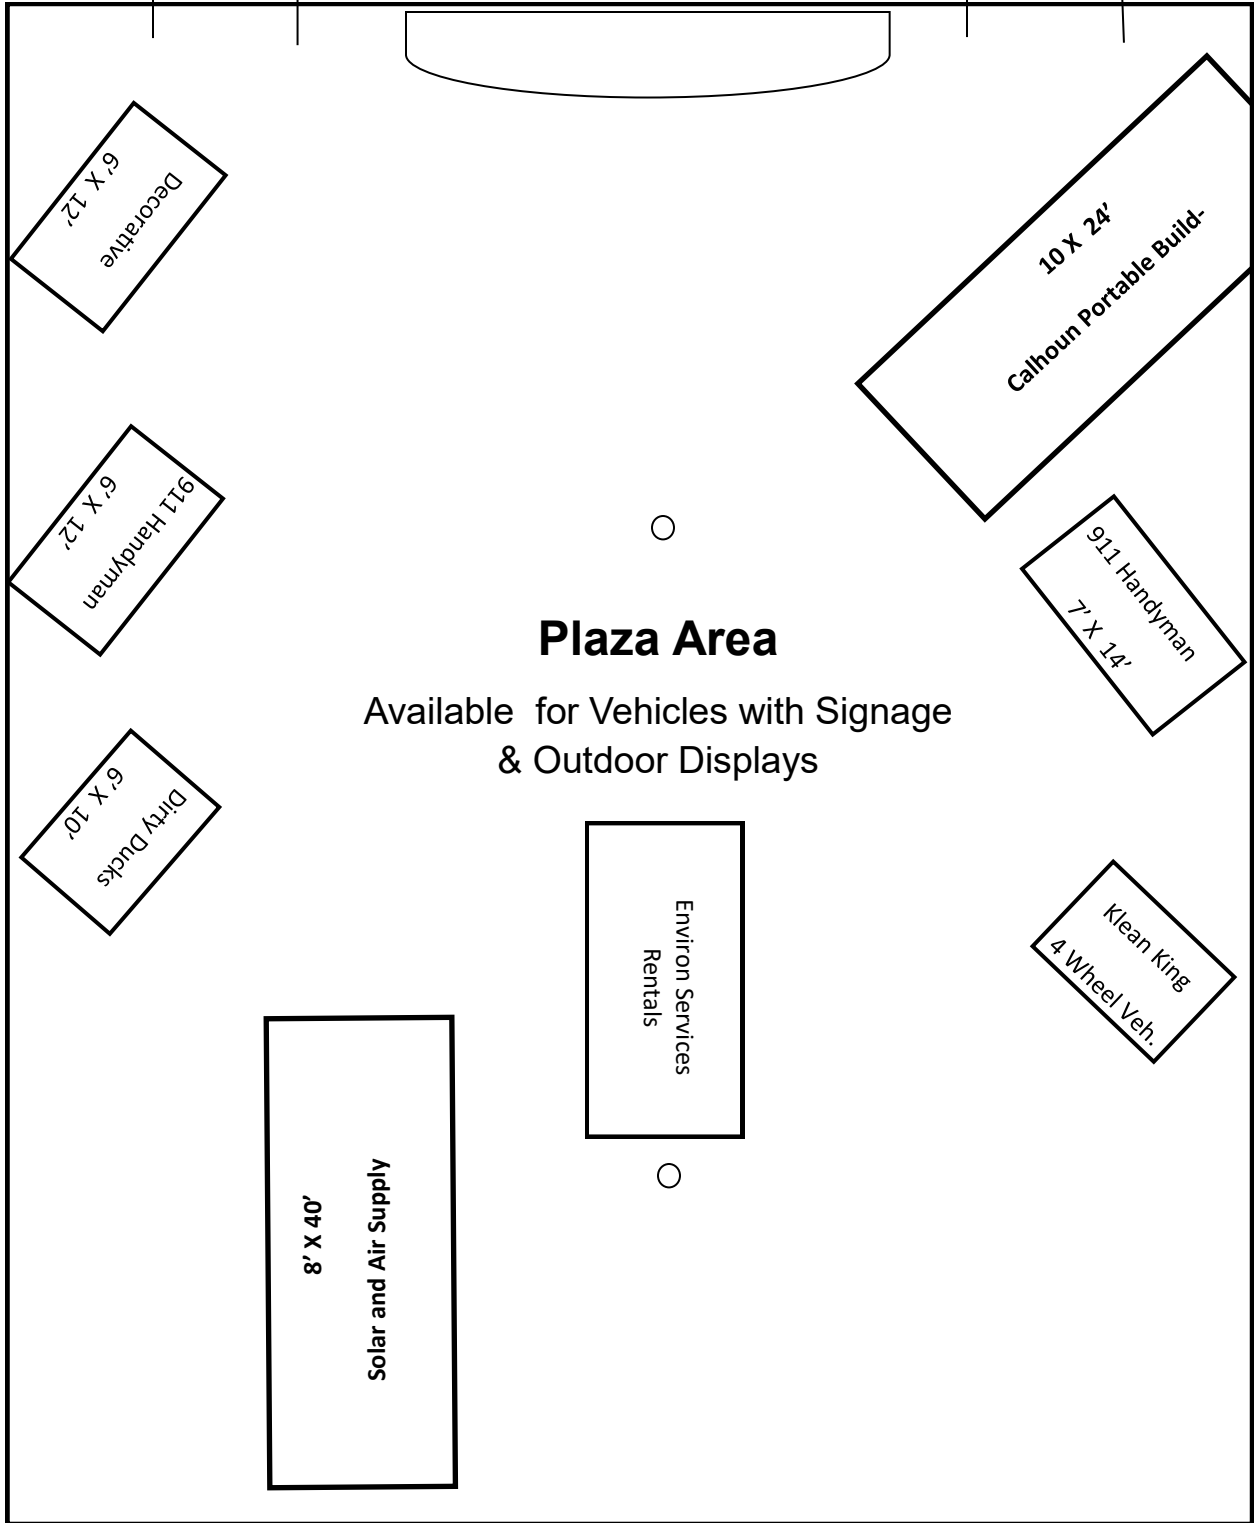 6’ X  12’
Decorative
10 X  24’
Calhoun Portable Build-
6’ X  12’
911 Handyman
911 Handyman
7’ X  14’
Plaza Area
Available  for Vehicles with Signage
& Outdoor Displays
6’ X  10’
Dirty Ducks
Environ Services
Rentals
Klean King
4 Wheel Veh.
8’ X 40’
Solar and Air Supply